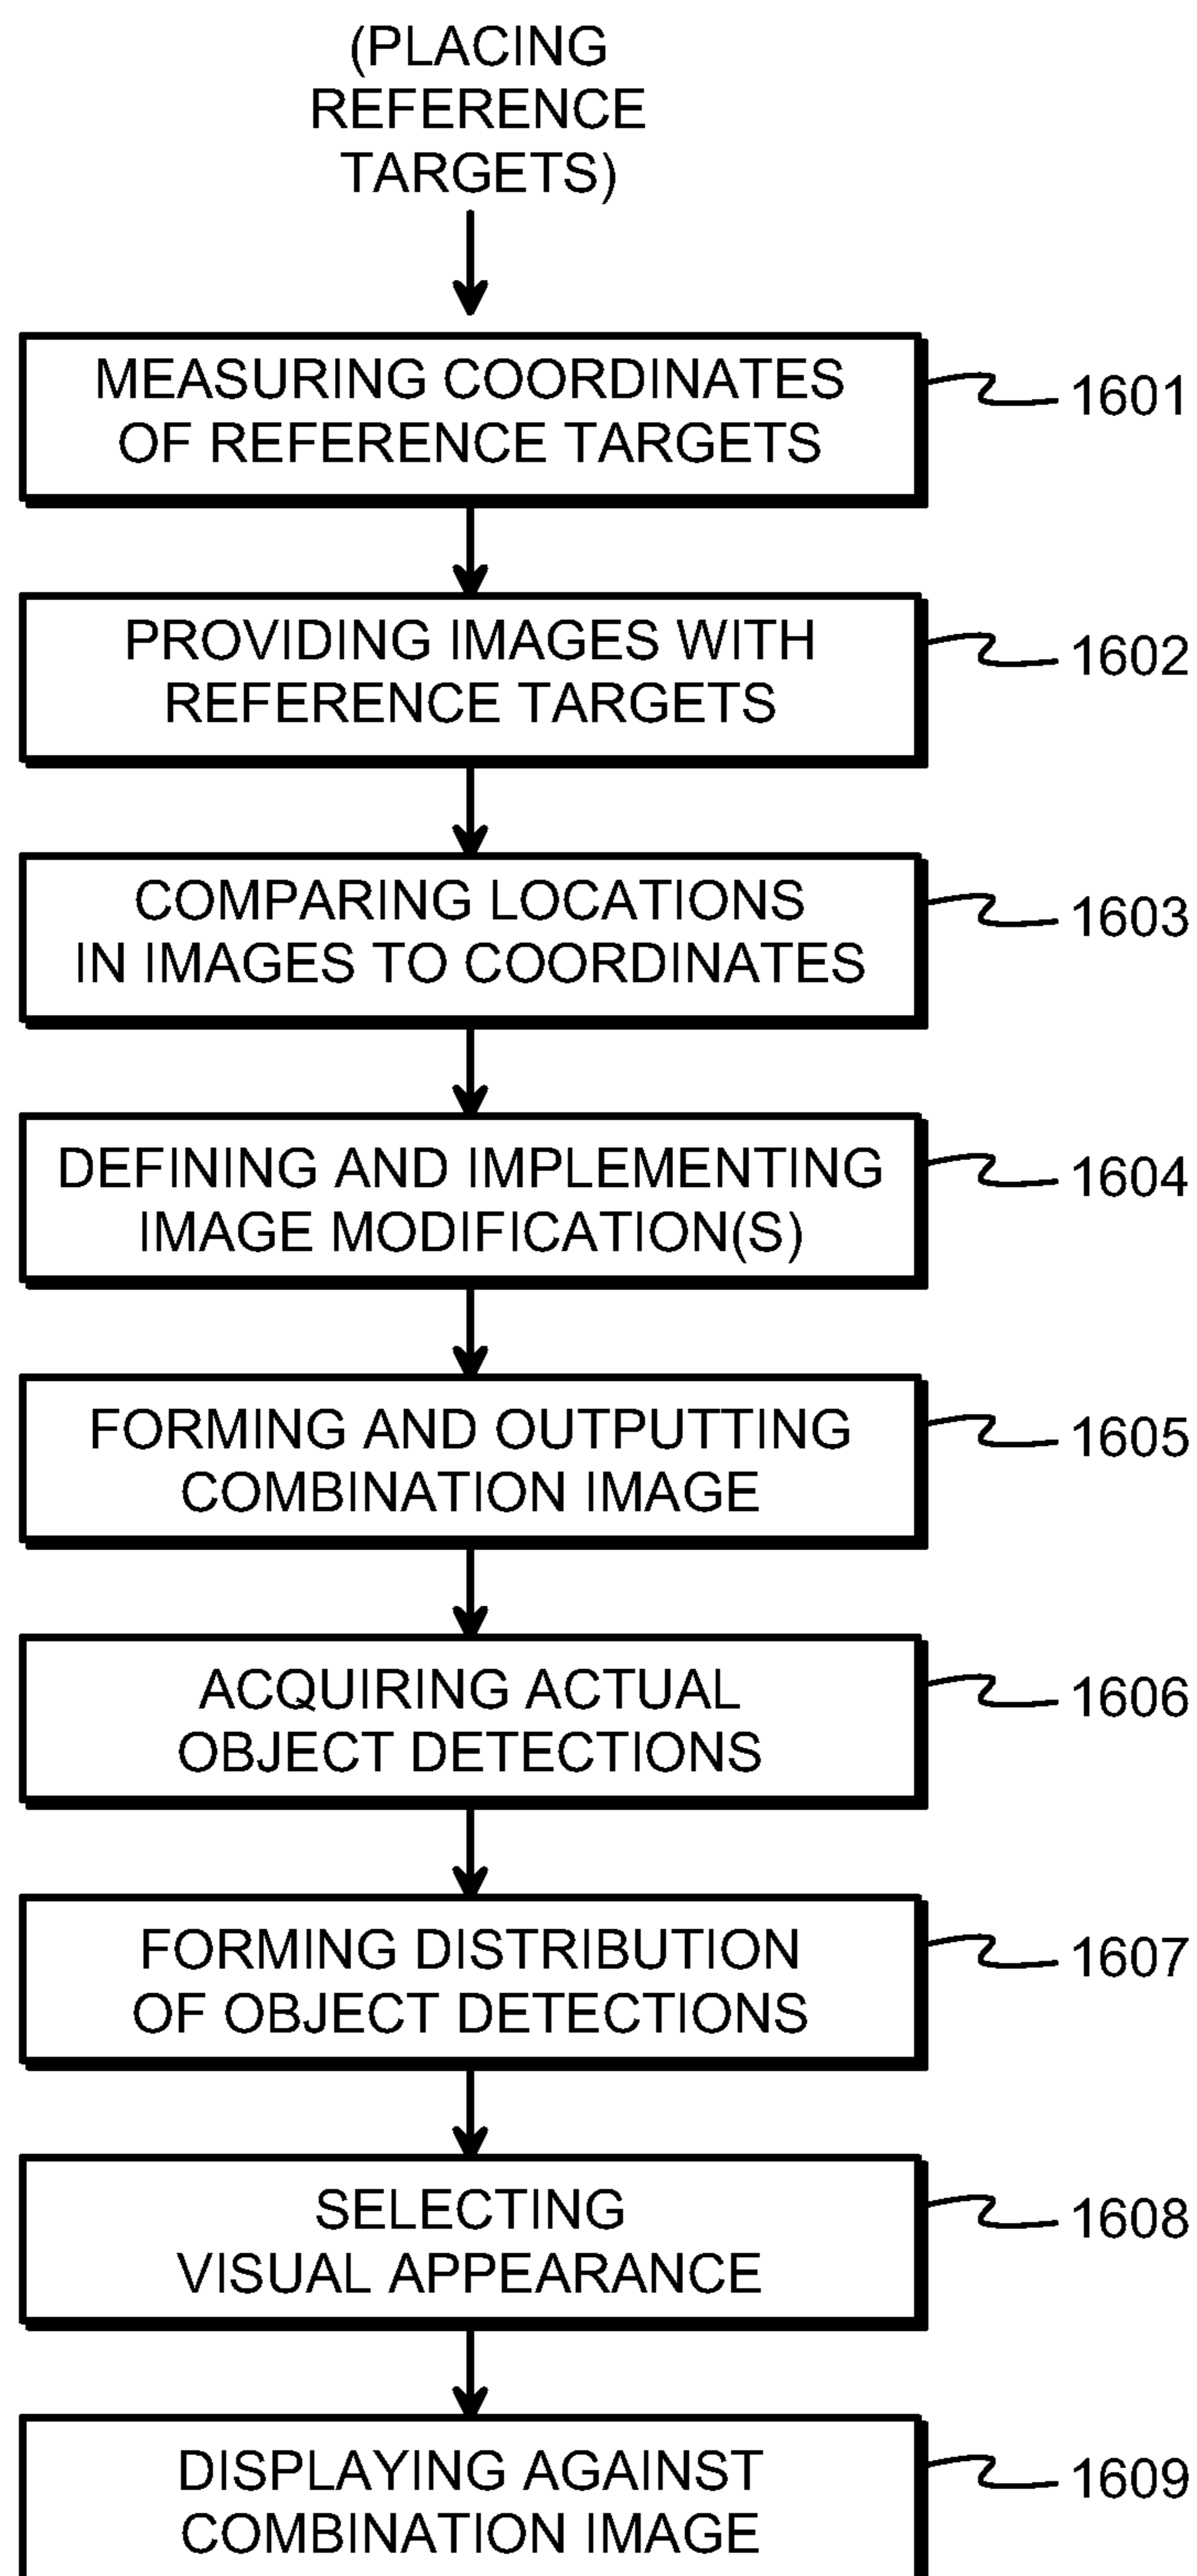 (PLACING
REFERENCE
TARGETS)
MEASURING COORDINATES
OF REFERENCE TARGETS
1601
PROVIDING IMAGES WITH
REFERENCE TARGETS
1602
COMPARING LOCATIONS
IN IMAGES TO COORDINATES
1603
DEFINING AND IMPLEMENTING
IMAGE MODIFICATION(S)
1604
FORMING AND OUTPUTTING
COMBINATION IMAGE
1605
ACQUIRING ACTUAL
OBJECT DETECTIONS
1606
FORMING DISTRIBUTION
OF OBJECT DETECTIONS
1607
SELECTING
VISUAL APPEARANCE
1608
DISPLAYING AGAINST
COMBINATION IMAGE
1609